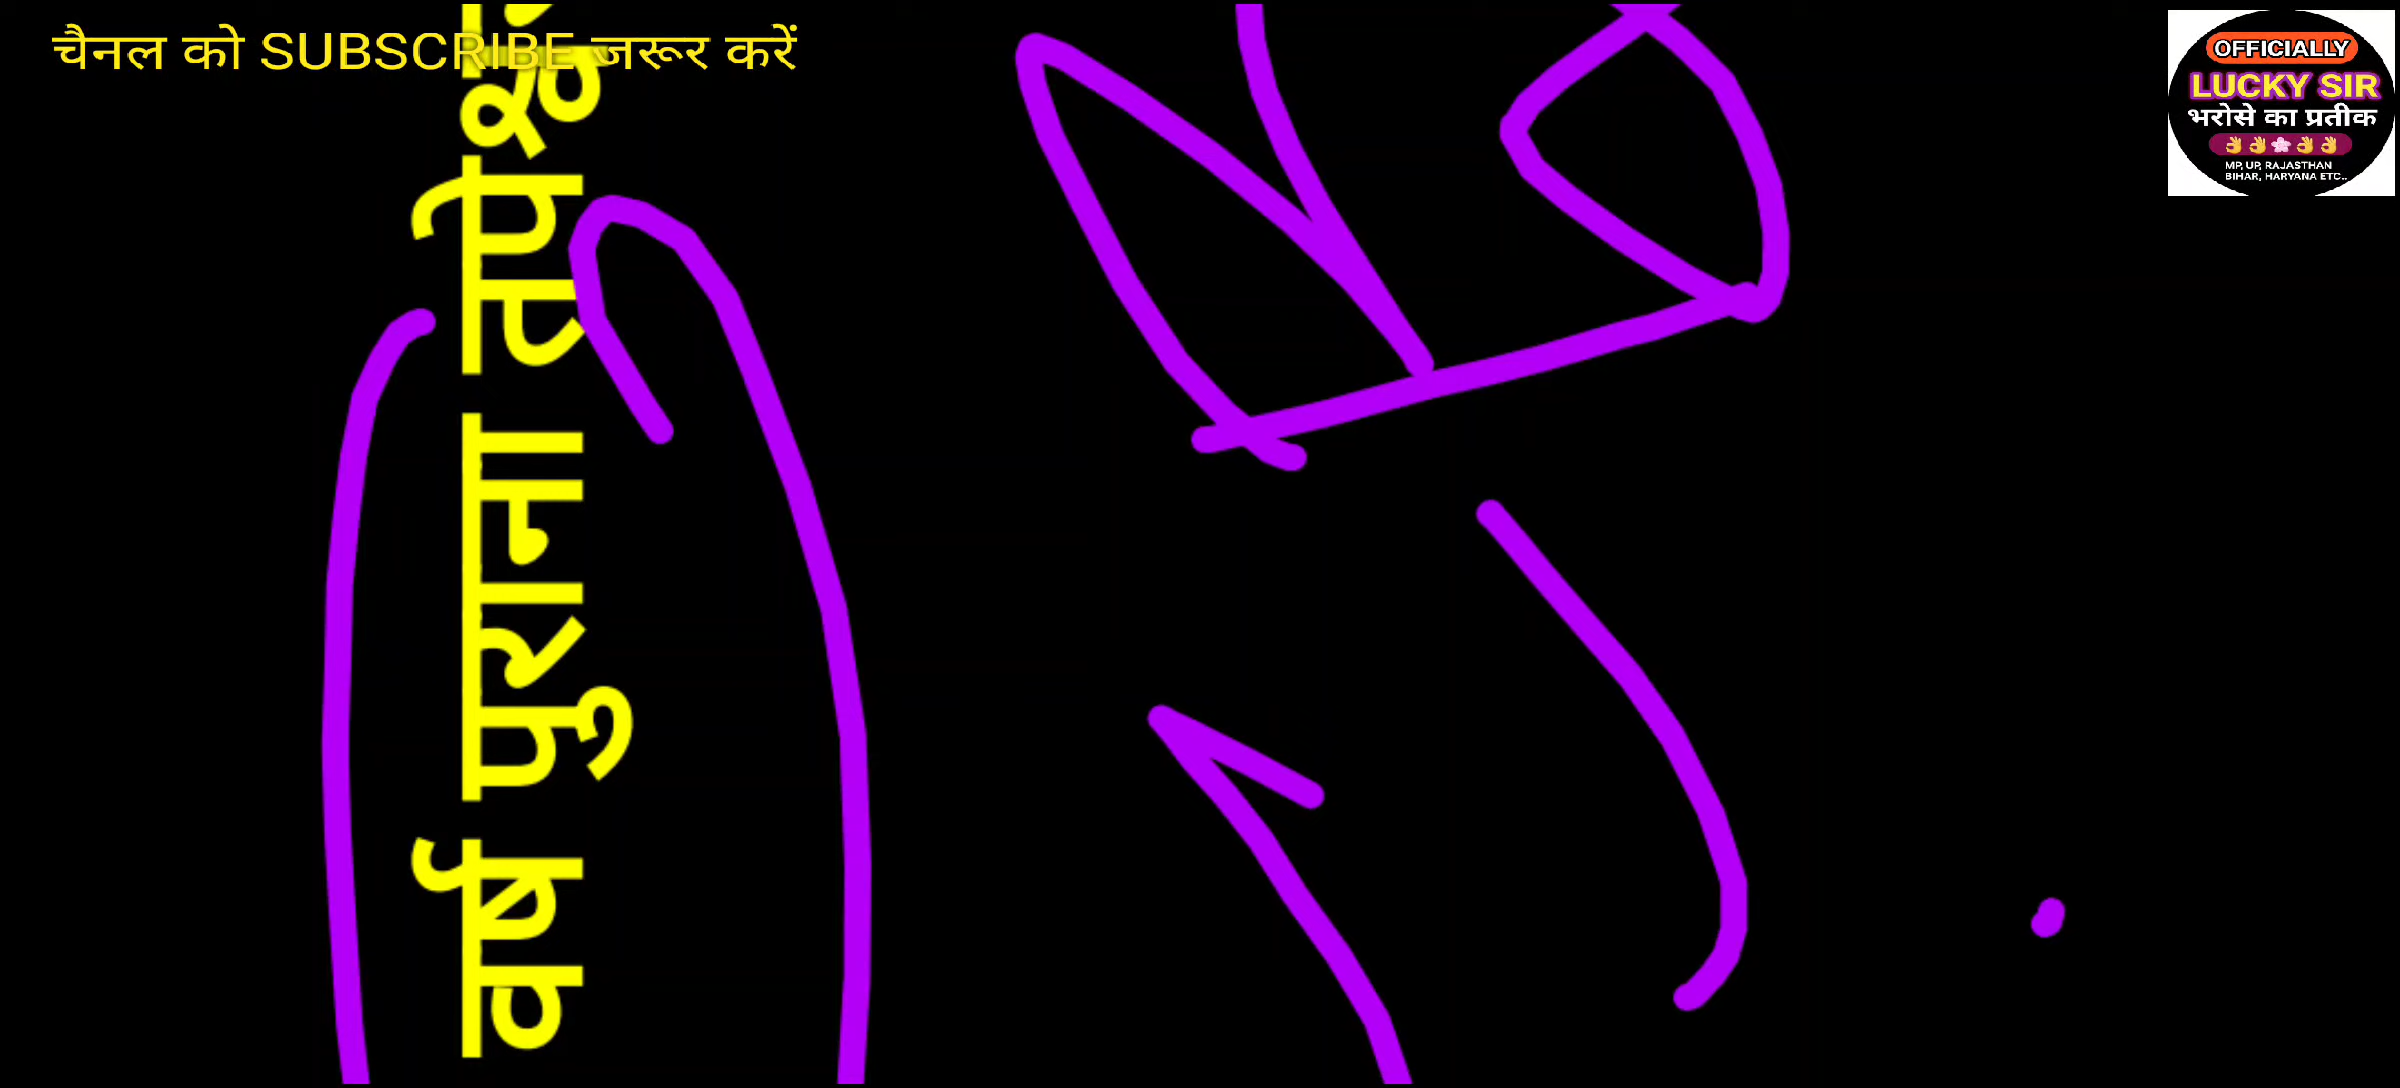 चैनल को SUBSCRIBE जरूर करें
वर्ष पुराना तर्पे
OFFICIALLY
LUCKY SIR
भरोसे का प्रतीक
MP, UP, RAJASTHAN
BIHAR, HARYANA ETC..